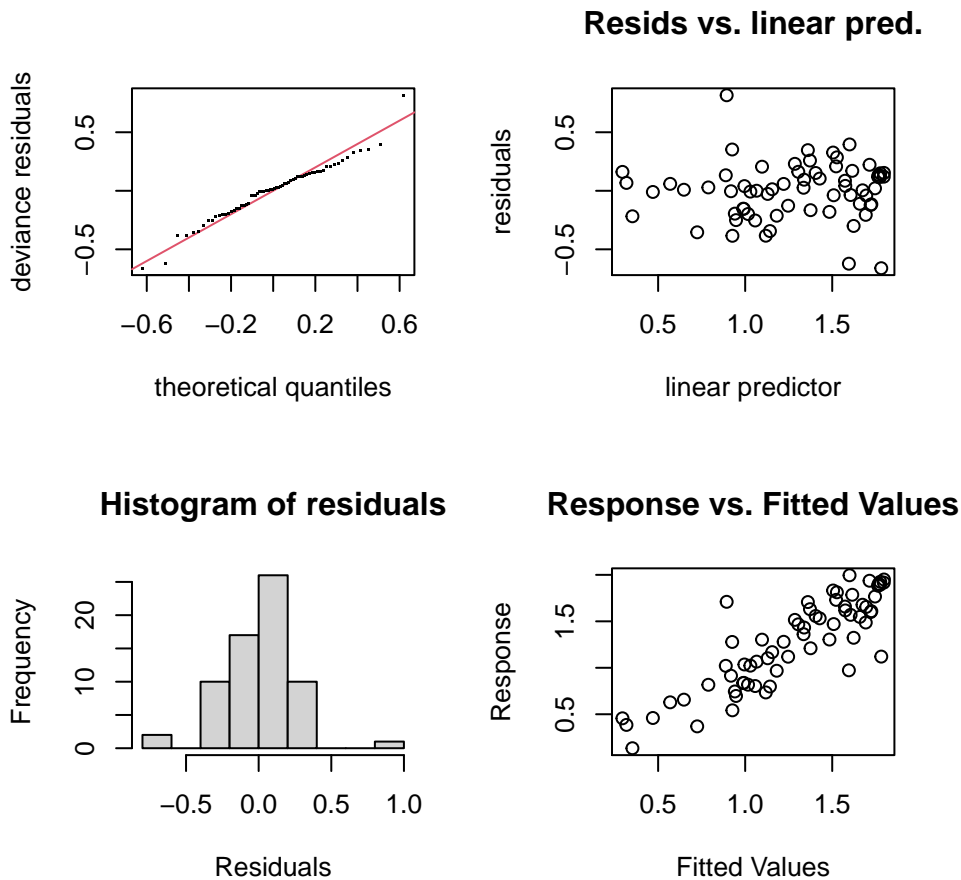 deviance residuals
0.5
−0.5
−0.6
−0.2
0.2
0.6
theoretical quantiles
Resids vs. linear pred.
residuals
0.5
−0.5
0.5
1.0
1.5
linear predictor
Histogram of residuals
Frequency
20
10
0
−0.5
0.0
0.5
1.0
Residuals
Response vs. Fitted Values
Response
1.5
0.5
0.5
1.0
1.5
Fitted Values